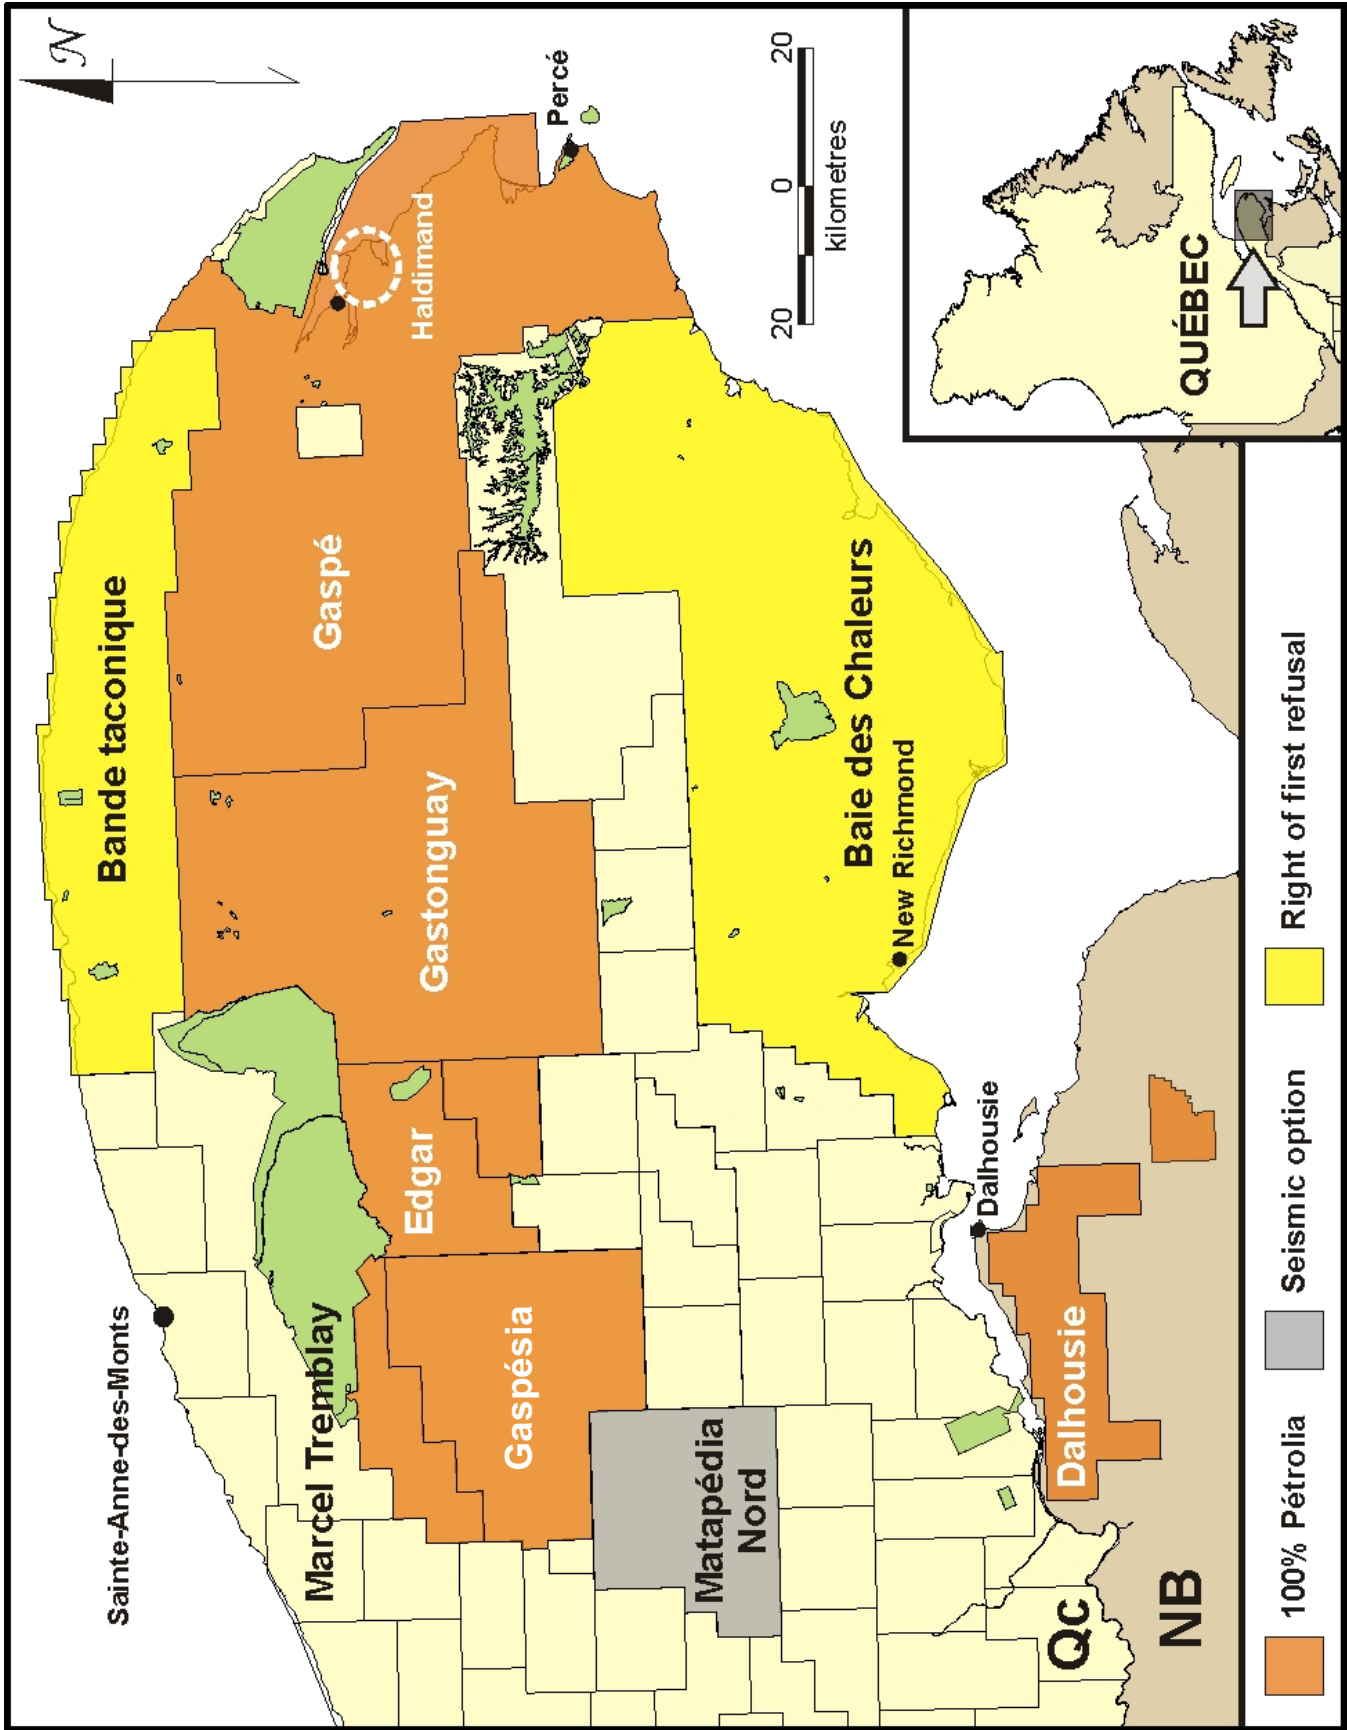 N
Sainte-Anne-des-Monts
Bande taconique
Marcel Tremblay
Gaspé
Haldimand
Percé
Gastonguay
Edgar
Gaspésia
20 0 20
kilometres
Matapédia
Nord
Baie des Chaleurs
New Richmond
Dalhousie
Dalhousie
Qc
NB
QUÉBEC
100% Pétrolia
Seismic option
Right of first refusal